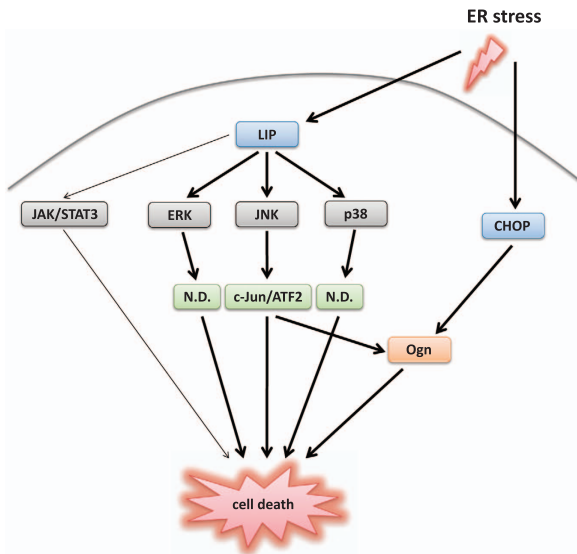 ER stress
LIP
JAK/STAT3
ERK
JNK
p38
CHOP
N.D.
c-Jun/ATF2
N.D.
Ogn
cell death